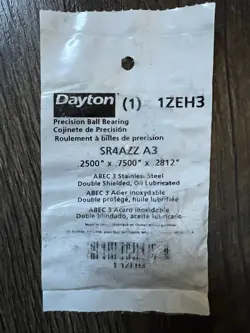 Dayton® (1) 1ZEH3
Precision Ball Bearing
Cojinete de Precisión
Roulement à billes de precision
SR4AZZ A3
.2500" x .7500" x .2812"
ABEC 3 Stainless Steel
Double Shielded, Oil Lubricated
ABEC 3 Acier inoxydable
Double protégé, huile lubrifiée
ABEC 3 Acero inoxidable
Doble blindado, aceite lubricado
1 1ZEH3